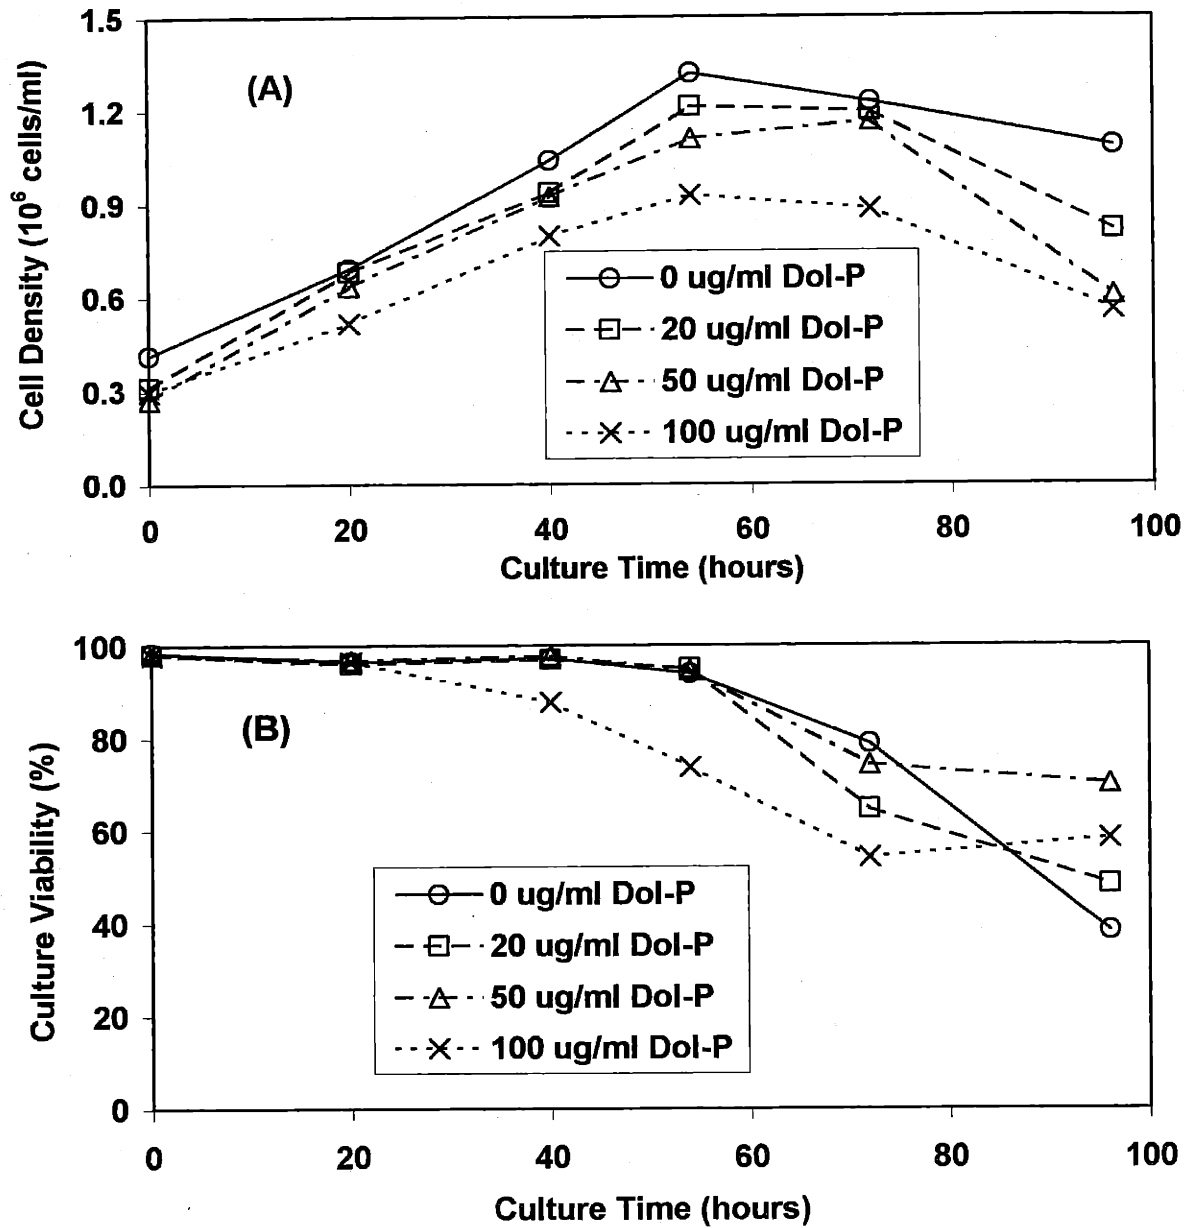 1.5
1.2
0.9
0.6
0.3
0.0
Cell Density (10⁶ cells/ml)
(A)
0 ug/ml Dol-P
20 ug/ml Dol-P
50 ug/ml Dol-P
100 ug/ml Dol-P
0 20 40 60 80 100
Culture Time (hours)
100
80
60
40
20
0
Culture Viability (%)
(B)
0 ug/ml Dol-P
20 ug/ml Dol-P
50 ug/ml Dol-P
100 ug/ml Dol-P
0 20 40 60 80 100
Culture Time (hours)